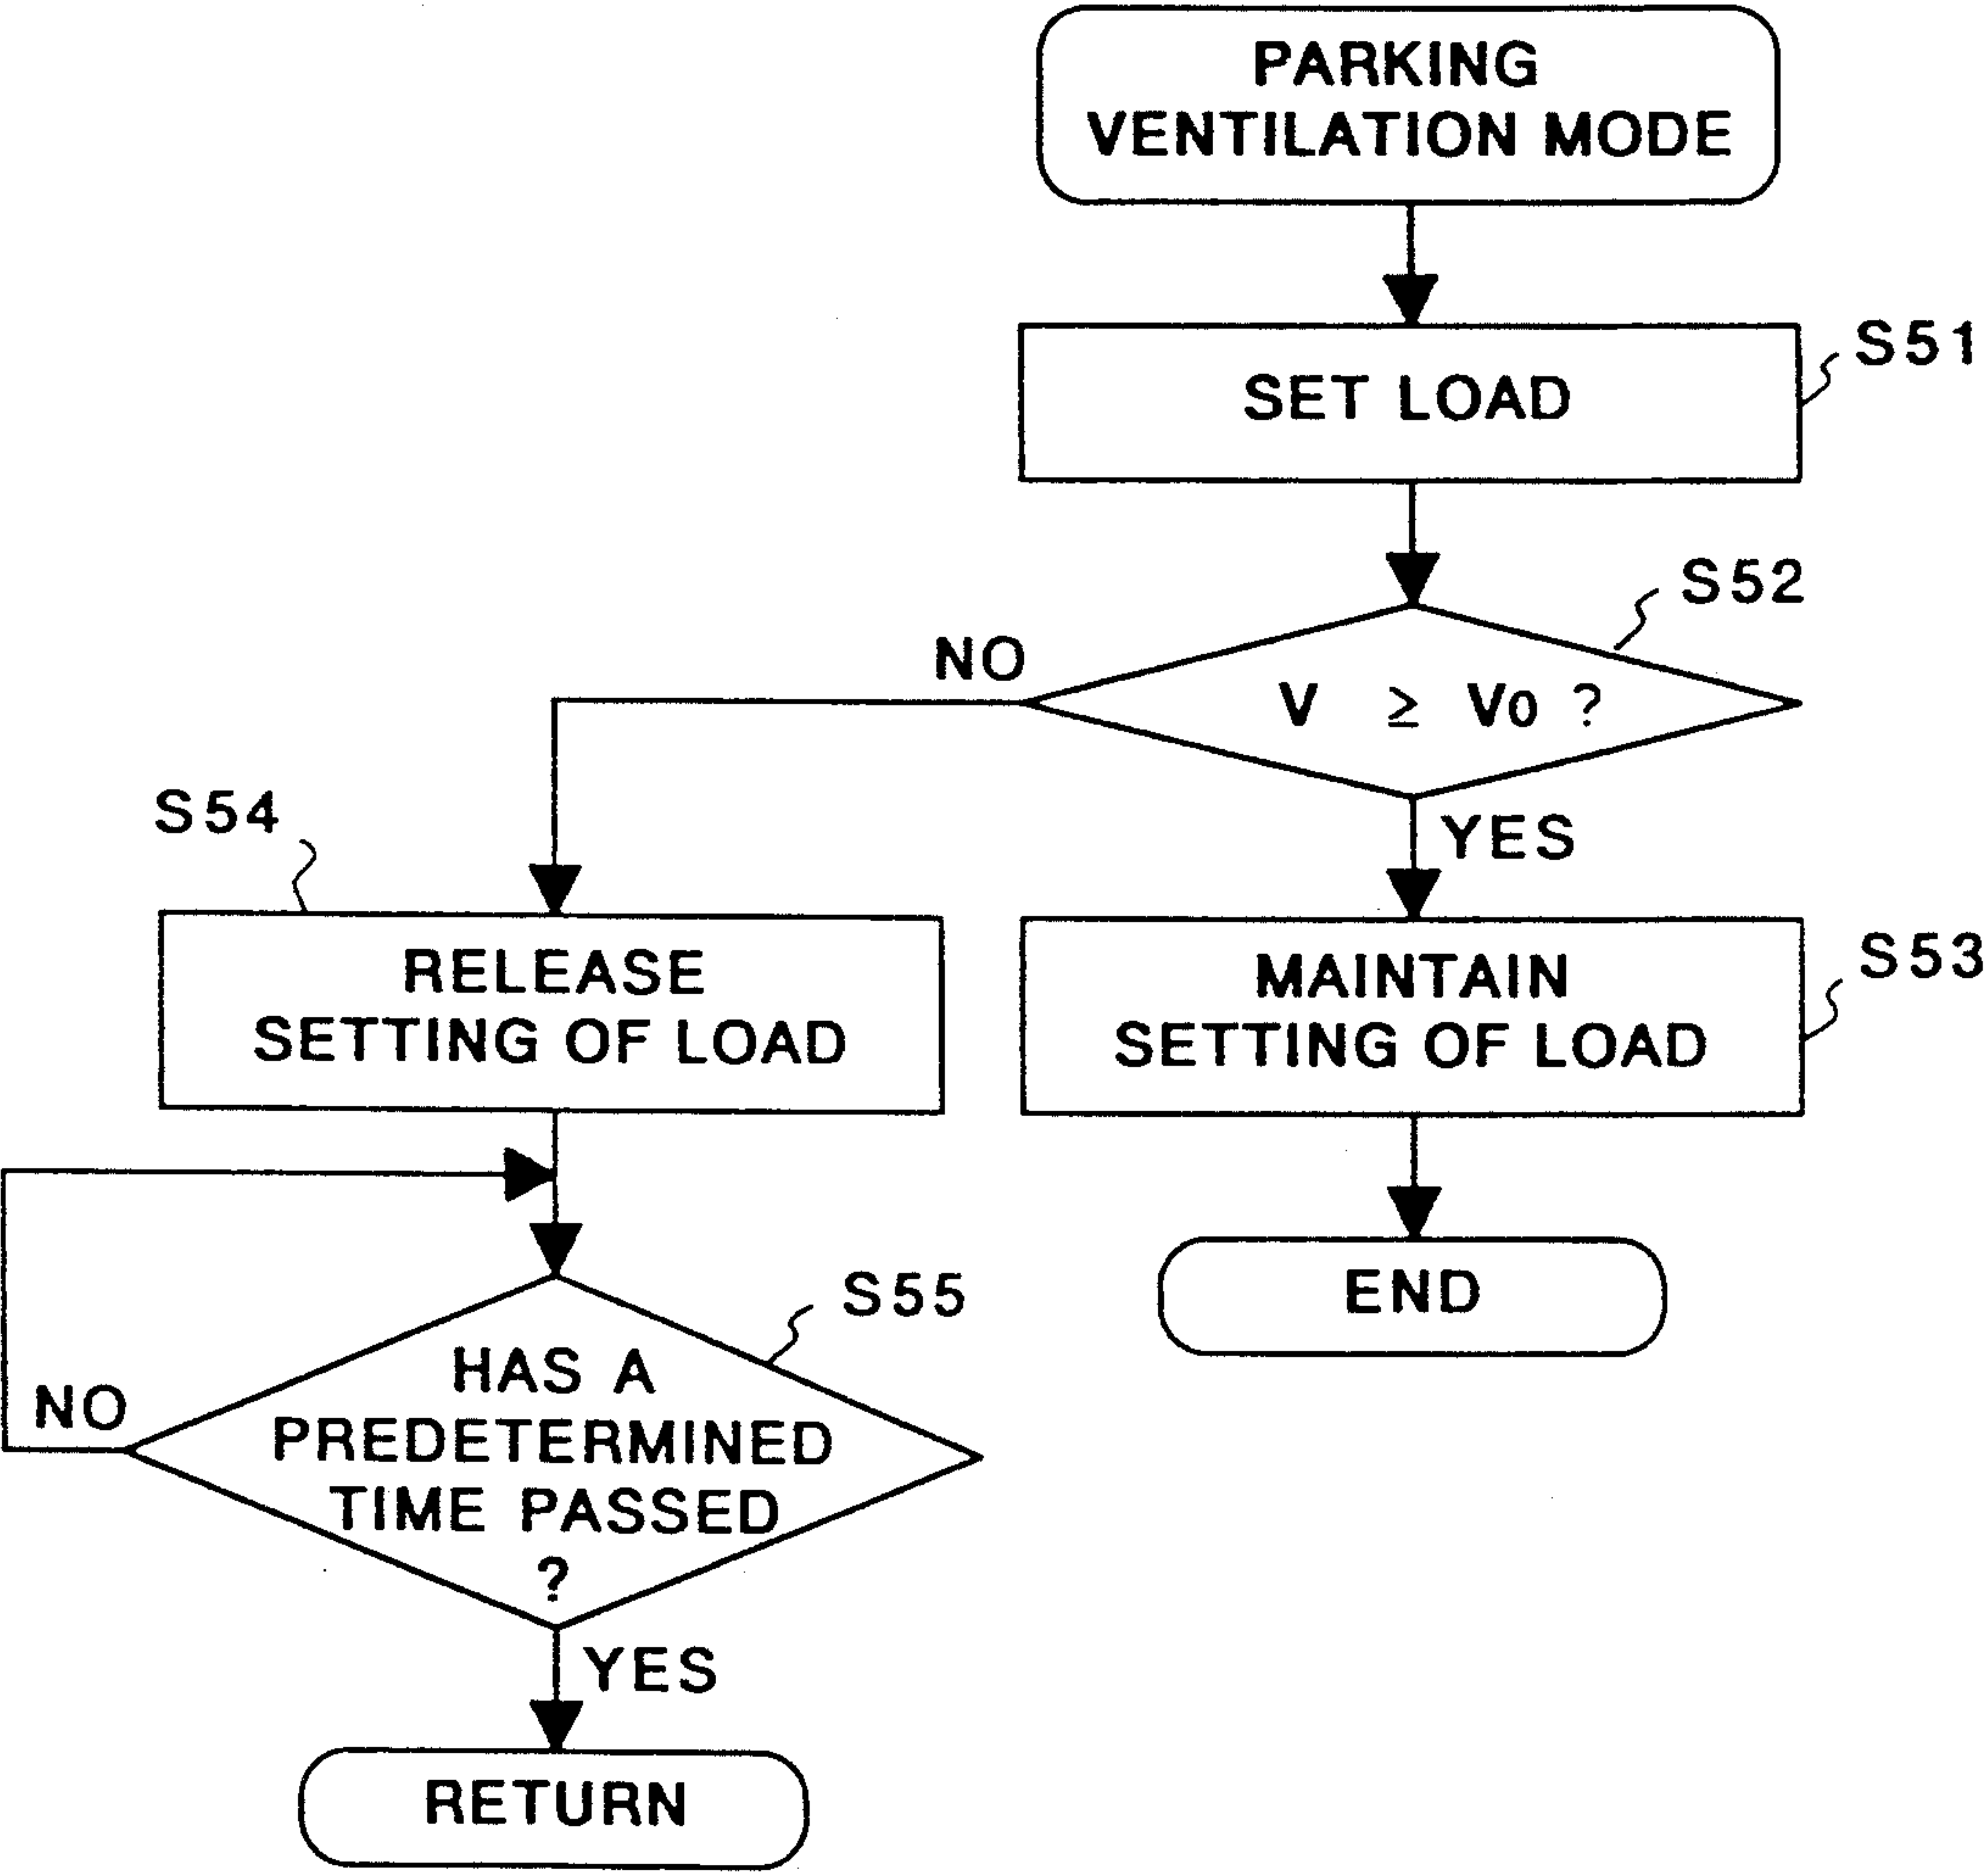 PARKING
VENTILATION MODE
SET LOAD
S51
S52
V ≥ V0 ?
NO
YES
S54
RELEASE
SETTING OF LOAD
MAINTAIN
SETTING OF LOAD
S53
END
S55
HAS A
PREDETERMINED
TIME PASSED
?
NO
YES
RETURN